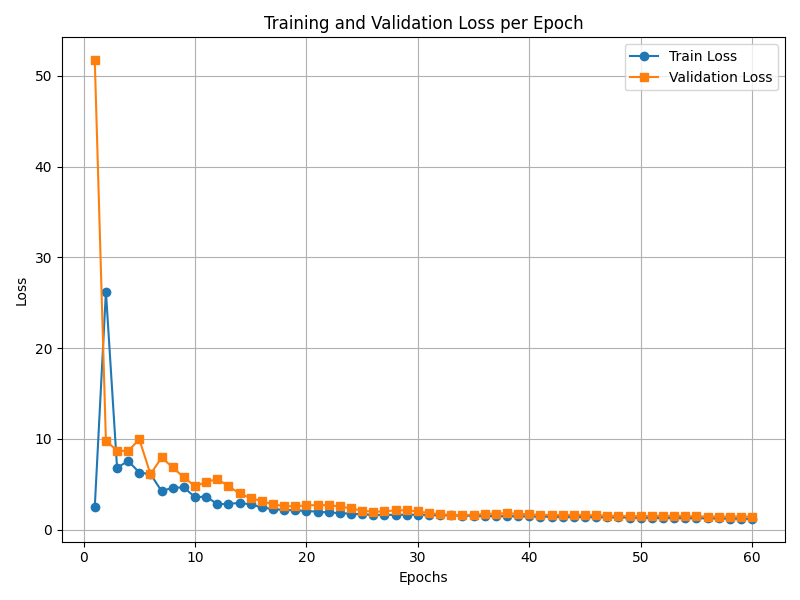 Training and Validation Loss per Epoch
Train Loss
Validation Loss
Loss
50
40
30
20
10
0
0 10 20 30 40 50 60
Epochs